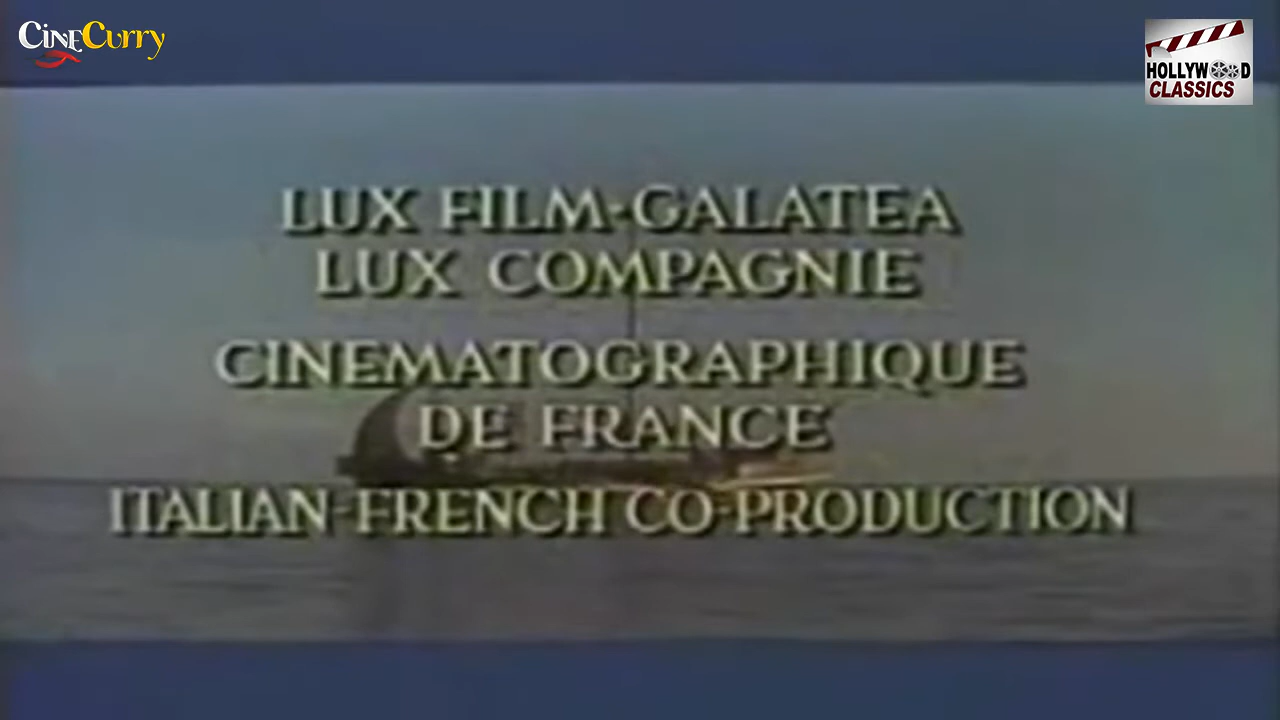 CINECURRY
HOLLYWOOD
CLASSICS
LUX FILM-GALATEA
LUX COMPAGNIE
CINEMATOGRAPHIQUE
DE FRANCE
ITALIAN-FRENCH CO-PRODUCTION